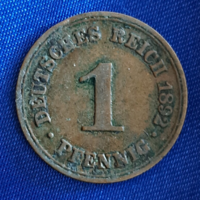 DEUTSCHES REICH 1892
1
PFENNIG